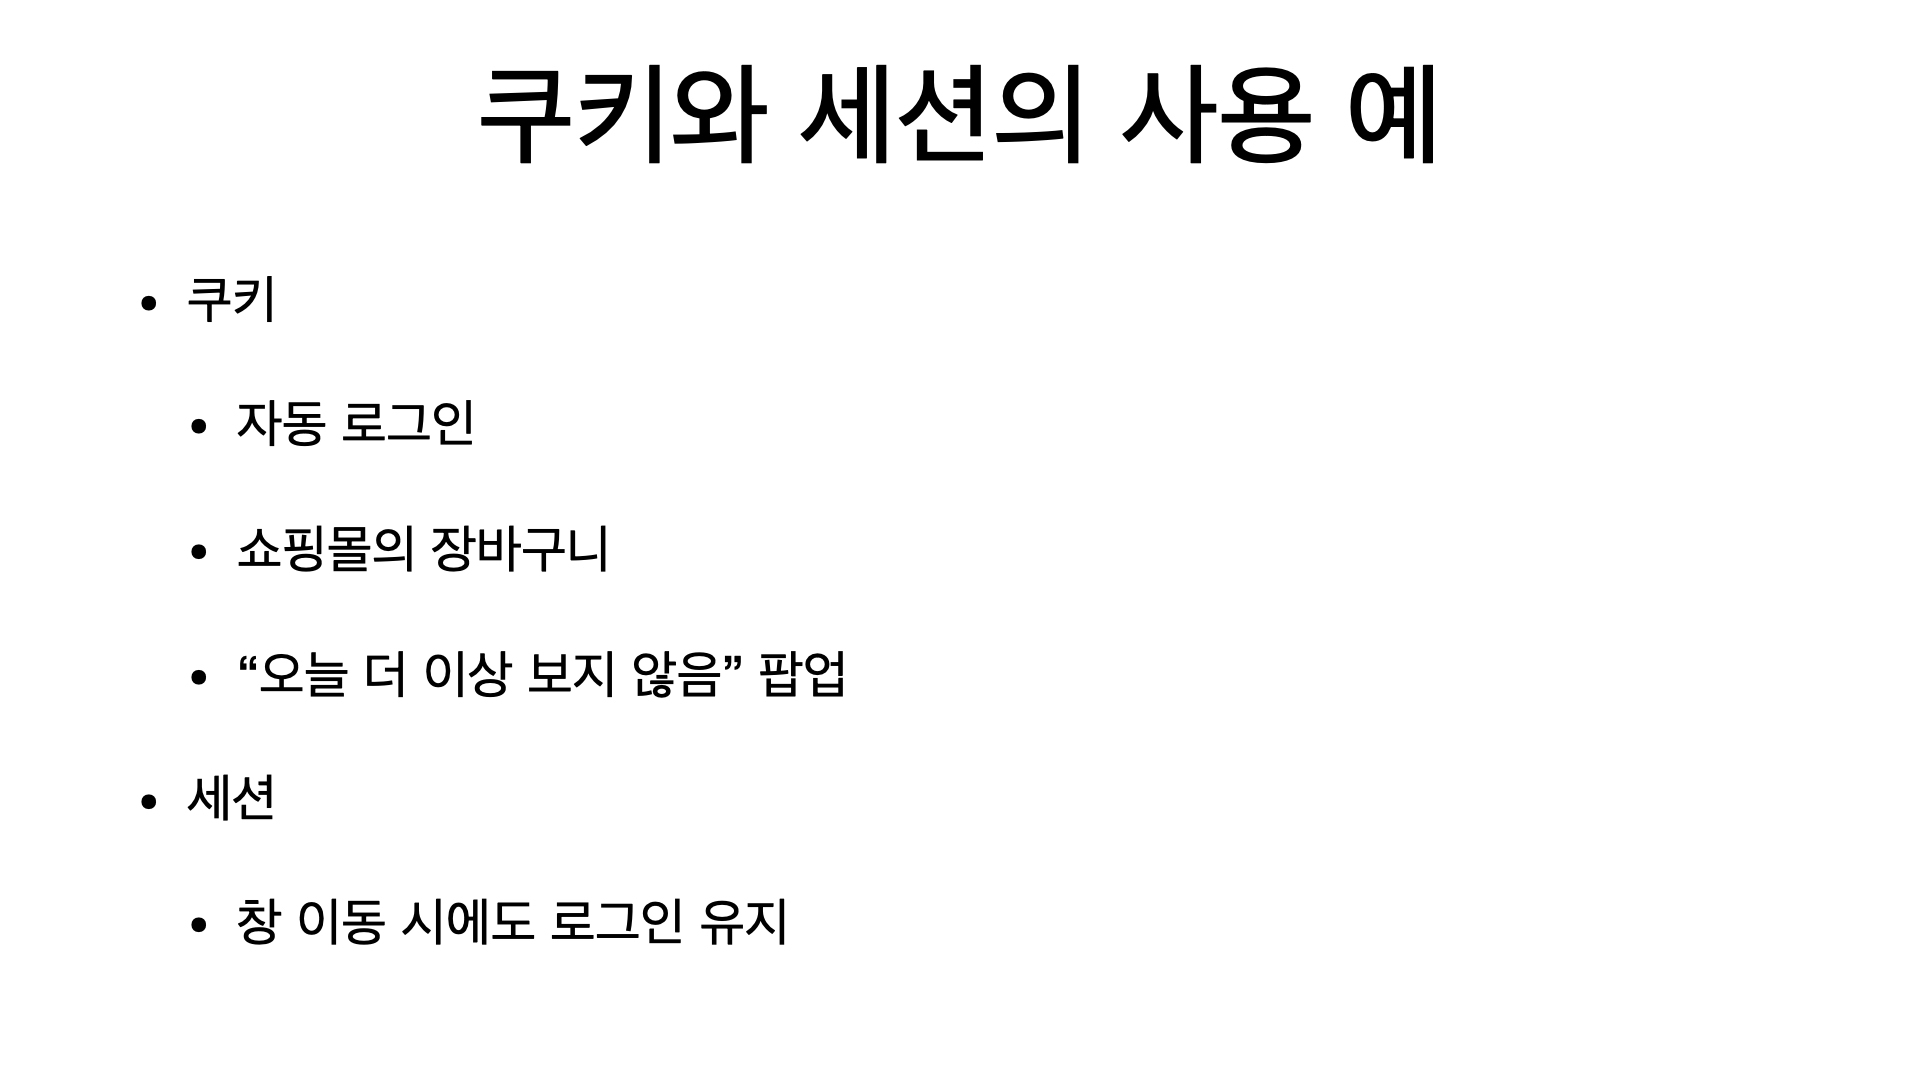 쿠키와 세션의 사용 예
• 쿠키
• 자동 로그인
• 쇼핑몰의 장바구니
• “오늘 더 이상 보지 않음” 팝업
• 세션
• 창 이동 시에도 로그인 유지